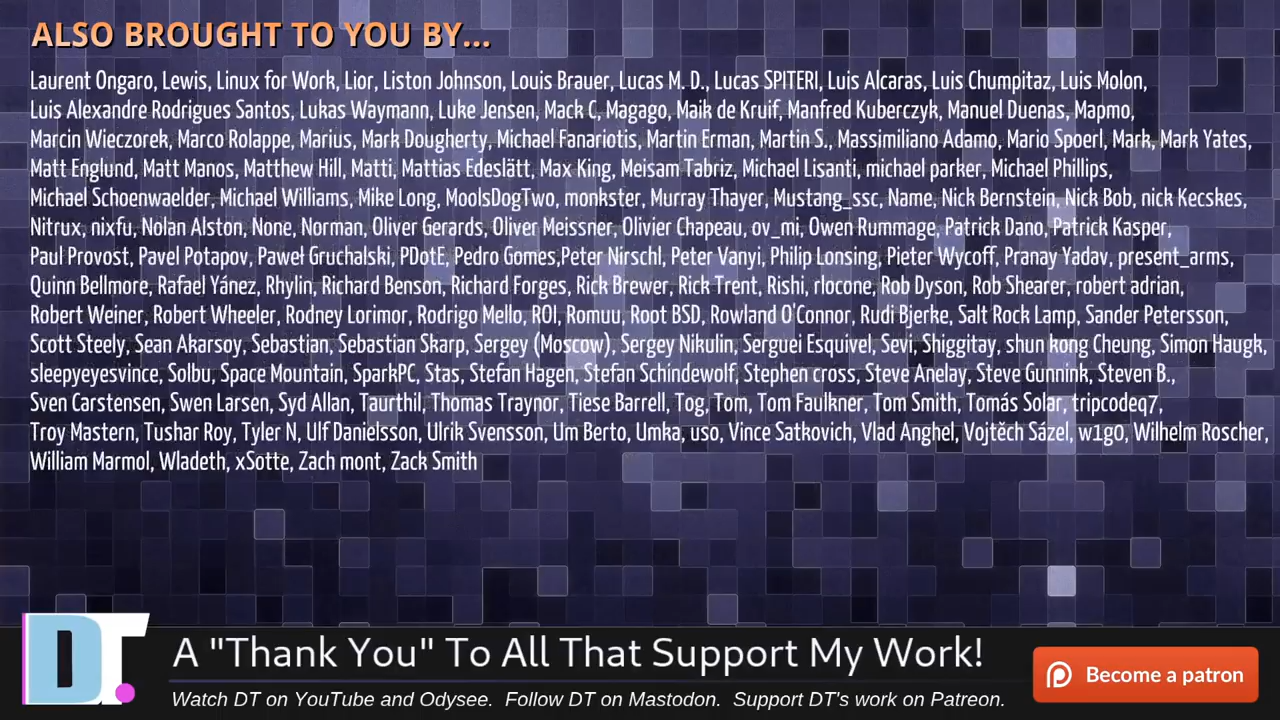 ALSO BROUGHT TO YOU BY...
Laurent Ongaro, Lewis, Linux for Work, Lior, Liston Johnson, Louis Brauer, Lucas M. D., Lucas SPITERI, Luis Alcaras, Luis Chumpitaz, Luis Molon,
Luis Alexandre Rodrigues Santos, Lukas Waymann, Luke Jensen, Mack C, Magago, Maik de Kruif, Manfred Kuberczyk, Manuel Duenas, Mapmo,
Marcin Wieczorek, Marco Rolappe, Marius, Mark Dougherty, Michael Fanariotis, Martin Erman, Martin S., Massimiliano Adamo, Mario Spoerl, Mark, Mark Yates,
Matt Englund, Matt Manos, Matthew Hill, Matti, Mattias Edeslätt, Max King, Meisam Tabriz, Michael Lisanti, michael parker, Michael Phillips,
Michael Schoenwaelder, Michael Williams, Mike Long, MoolsDogTwo, monkster, Murray Thayer, Mustang_ssc, Name, Nick Bernstein, Nick Bob, nick Kecskes,
Nitrux, nixfu, Nolan Alston, None, Norman, Oliver Gerards, Oliver Meissner, Olivier Chapeau, ov_mi, Owen Rummage, Patrick Dano, Patrick Kasper,
Paul Provost, Pavel Potapov, Paweł Gruchalski, PDotE, Pedro Gomes,Peter Nirschl, Peter Vanyi, Philip Lonsing, Pieter Wycoff, Pranay Yadav, present_arms,
Quinn Bellmore, Rafael Yánez, Rhylin, Richard Benson, Richard Forges, Rick Brewer, Rick Trent, Rishi, rlocone, Rob Dyson, Rob Shearer, robert adrian,
Robert Weiner, Robert Wheeler, Rodney Lorimor, Rodrigo Mello, ROI, Romuu, Root BSD, Rowland O'Connor, Rudi Bjerke, Salt Rock Lamp, Sander Petersson,
Scott Steely, Sean Akarsoy, Sebastian, Sebastian Skarp, Sergey (Moscow), Sergey Nikulin, Serguei Esquivel, Sevi, Shiggitay, shun kong Cheung, Simon Haugk,
sleepyeyesvince, Solbu, Space Mountain, SparkPC, Stas, Stefan Hagen, Stefan Schindewolf, Stephen cross, Steve Anelay, Steve Gunnink, Steven B.,
Sven Carstensen, Swen Larsen, Syd Allan, Taurthil, Thomas Traynor, Tiese Barrell, Tog, Tom, Tom Faulkner, Tom Smith, Tomás Solar, tripcodeq7,
Troy Mastern, Tushar Roy, Tyler N, Ulf Danielsson, Ulrik Svensson, Um Berto, Umka, uso, Vince Satkovich, Vlad Anghel, Vojtěch Sázel, w1g0, Wilhelm Roscher,
William Marmol, Wladeth, xSotte, Zach mont, Zack Smith
DT
A "Thank You" To All That Support My Work!
Become a patron
Watch DT on YouTube and Odysee. Follow DT on Mastodon. Support DT's work on Patreon.